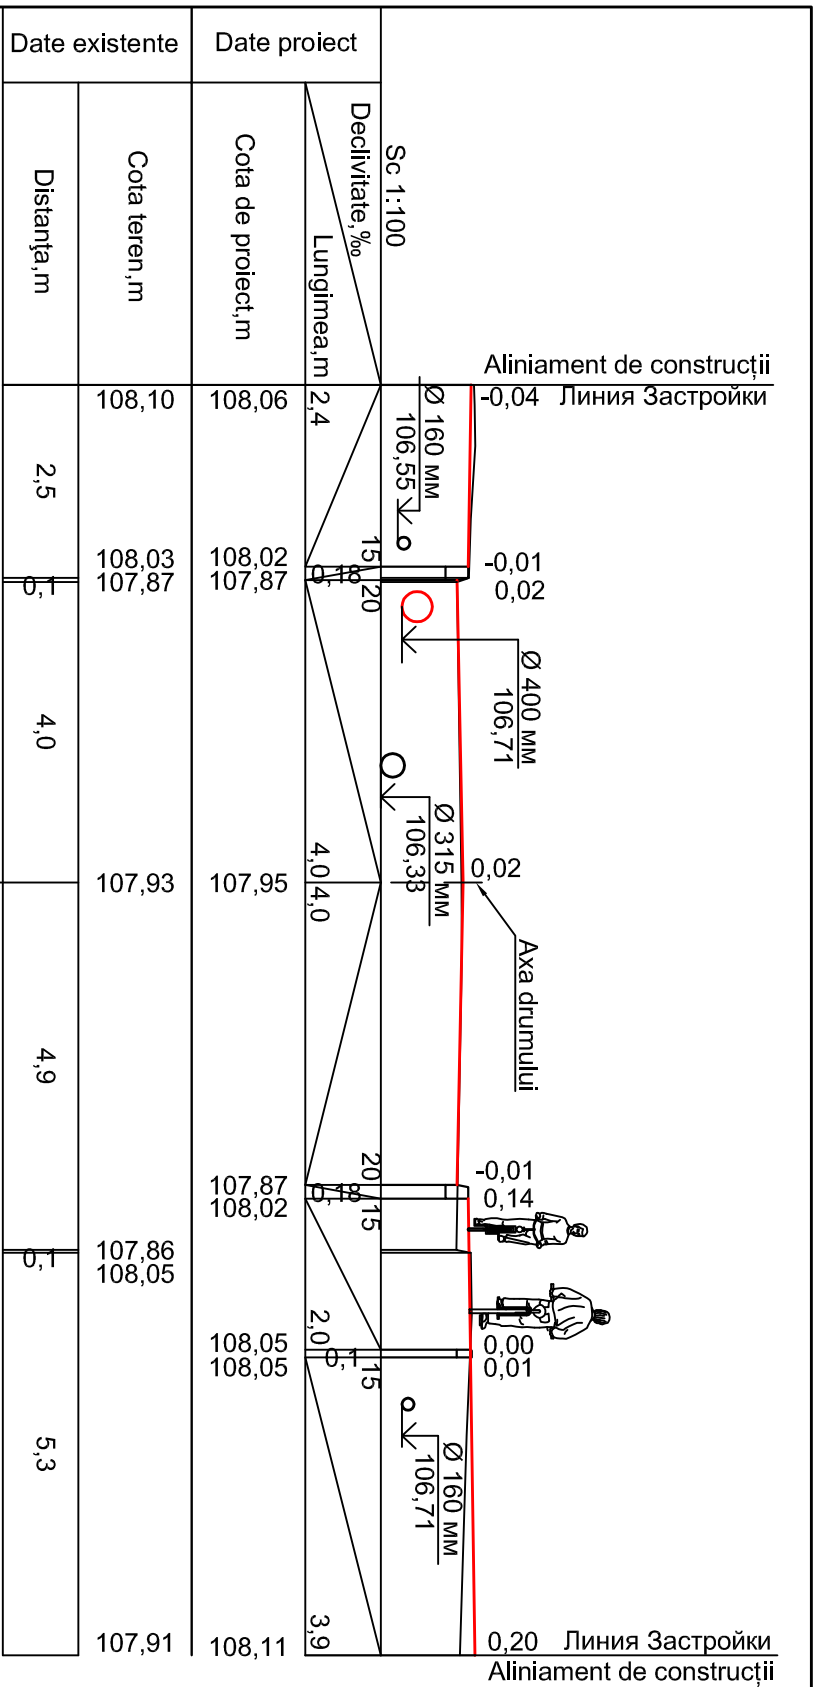 Date existente
Date proiect
Distanța,m
Cota teren,m
Cota de proiect,m
Lungimea,m
Declivitate,‰
Sc 1:100
Aliniament de construcții
-0,04 Линия Застройки
108,10
108,06
2,4
Ø 160 мм
106,55
2,5
15
108,03
108,02
-0,01
0,1
107,87
107,87
0,18
20
0,02
Ø 400 мм
106,71
4,0
Ø 315 мм
106,33
4,0
107,93
107,95
4,0
0,02
Axa drumului
4,9
20
107,87
0,18
-0,01
108,02
15
0,14
0,1
107,86
108,05
2,0
108,05
0,00
108,05
0,1
15
0,01
5,3
Ø 160 мм
106,71
3,9
107,91
108,11
0,20 Линия Застройки
Aliniament de construcții